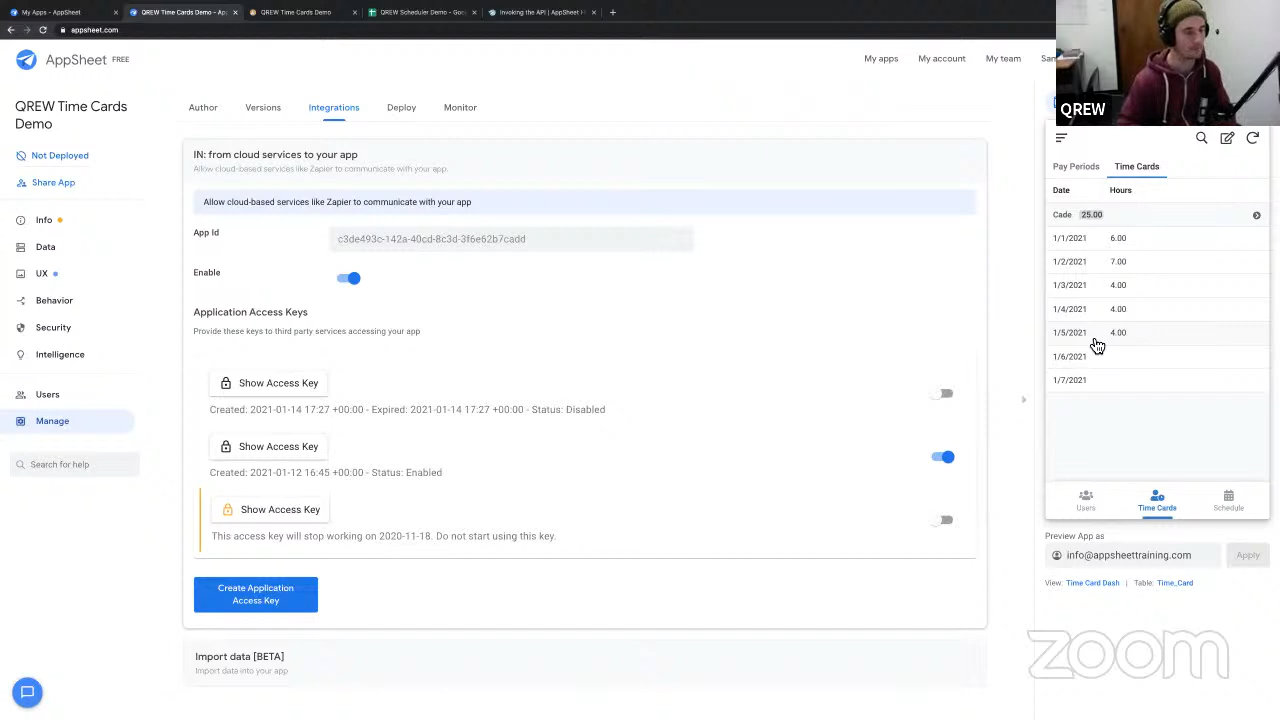 My Apps - AppSheet
QREW Time Cards Demo - Ap
QREW Time Cards Demo
QREW Scheduler Demo - Goo
Invoking the API | AppSheet H
appsheet.com
AppSheet FREE
My apps
My account
My team
Sam
QREW Time Cards
Demo
Not Deployed
Share App
Info
Data
UX
Behavior
Security
Intelligence
Users
Manage
Search for help
Author
Versions
Integrations
Deploy
Monitor
IN: from cloud services to your app
Allow cloud-based services like Zapier to communicate with your app.
Allow cloud-based services like Zapier to communicate with your app
App Id
c3de493c-142a-40cd-8c3d-3f6e62b7cadd
Enable
Application Access Keys
Provide these keys to third party services accessing your app
Show Access Key
Created: 2021-01-14 17:27 +00:00 - Expired: 2021-01-14 17:27 +00:00 - Status: Disabled
Show Access Key
Created: 2021-01-12 16:45 +00:00 - Status: Enabled
Show Access Key
This access key will stop working on 2020-11-18. Do not start using this key.
Create Application
Access Key
Import data [BETA]
Import data into your app
QREW
Pay Periods
Time Cards
Date Hours
Cade 25.00
1/1/2021 6.00
1/2/2021 7.00
1/3/2021 4.00
1/4/2021 4.00
1/5/2021 4.00
1/6/2021
1/7/2021
Users
Time Cards
Schedule
Preview App as
info@appsheettraining.com
Apply
View: Time Card Dash | Table: Time_Card
zoom